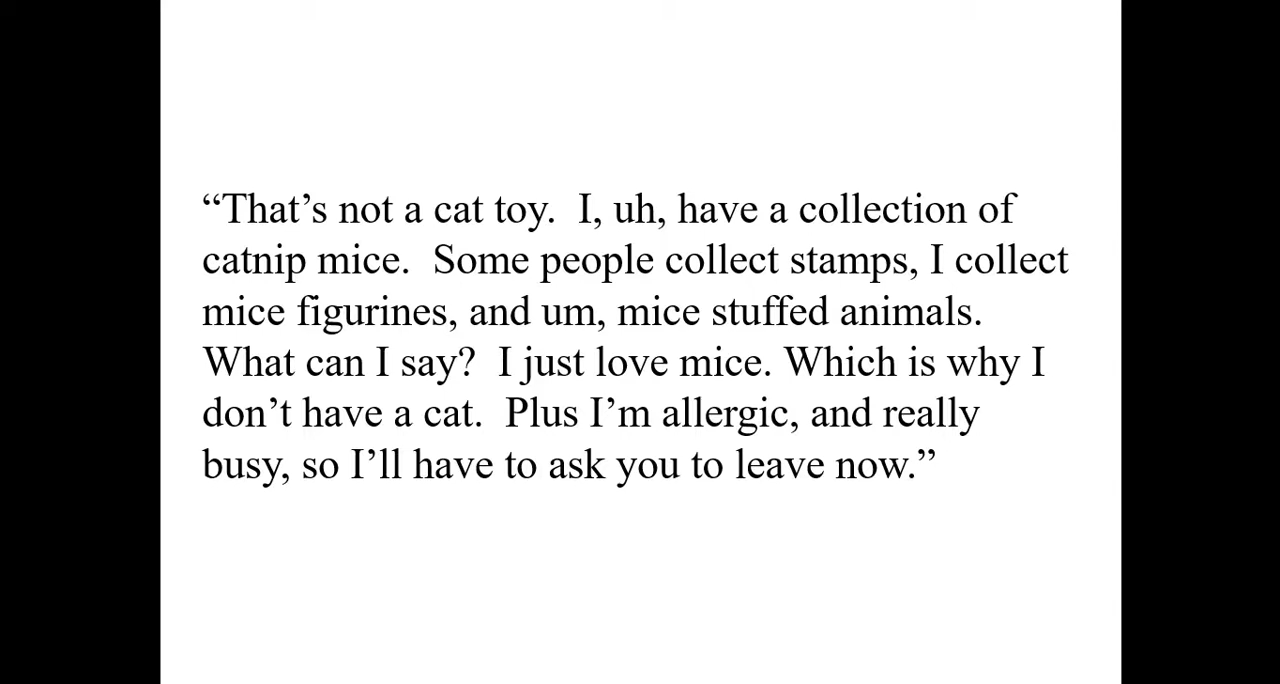 “That’s not a cat toy.  I, uh, have a collection of
catnip mice.  Some people collect stamps, I collect
mice figurines, and um, mice stuffed animals.
What can I say?  I just love mice. Which is why I
don’t have a cat.  Plus I’m allergic, and really
busy, so I’ll have to ask you to leave now.”